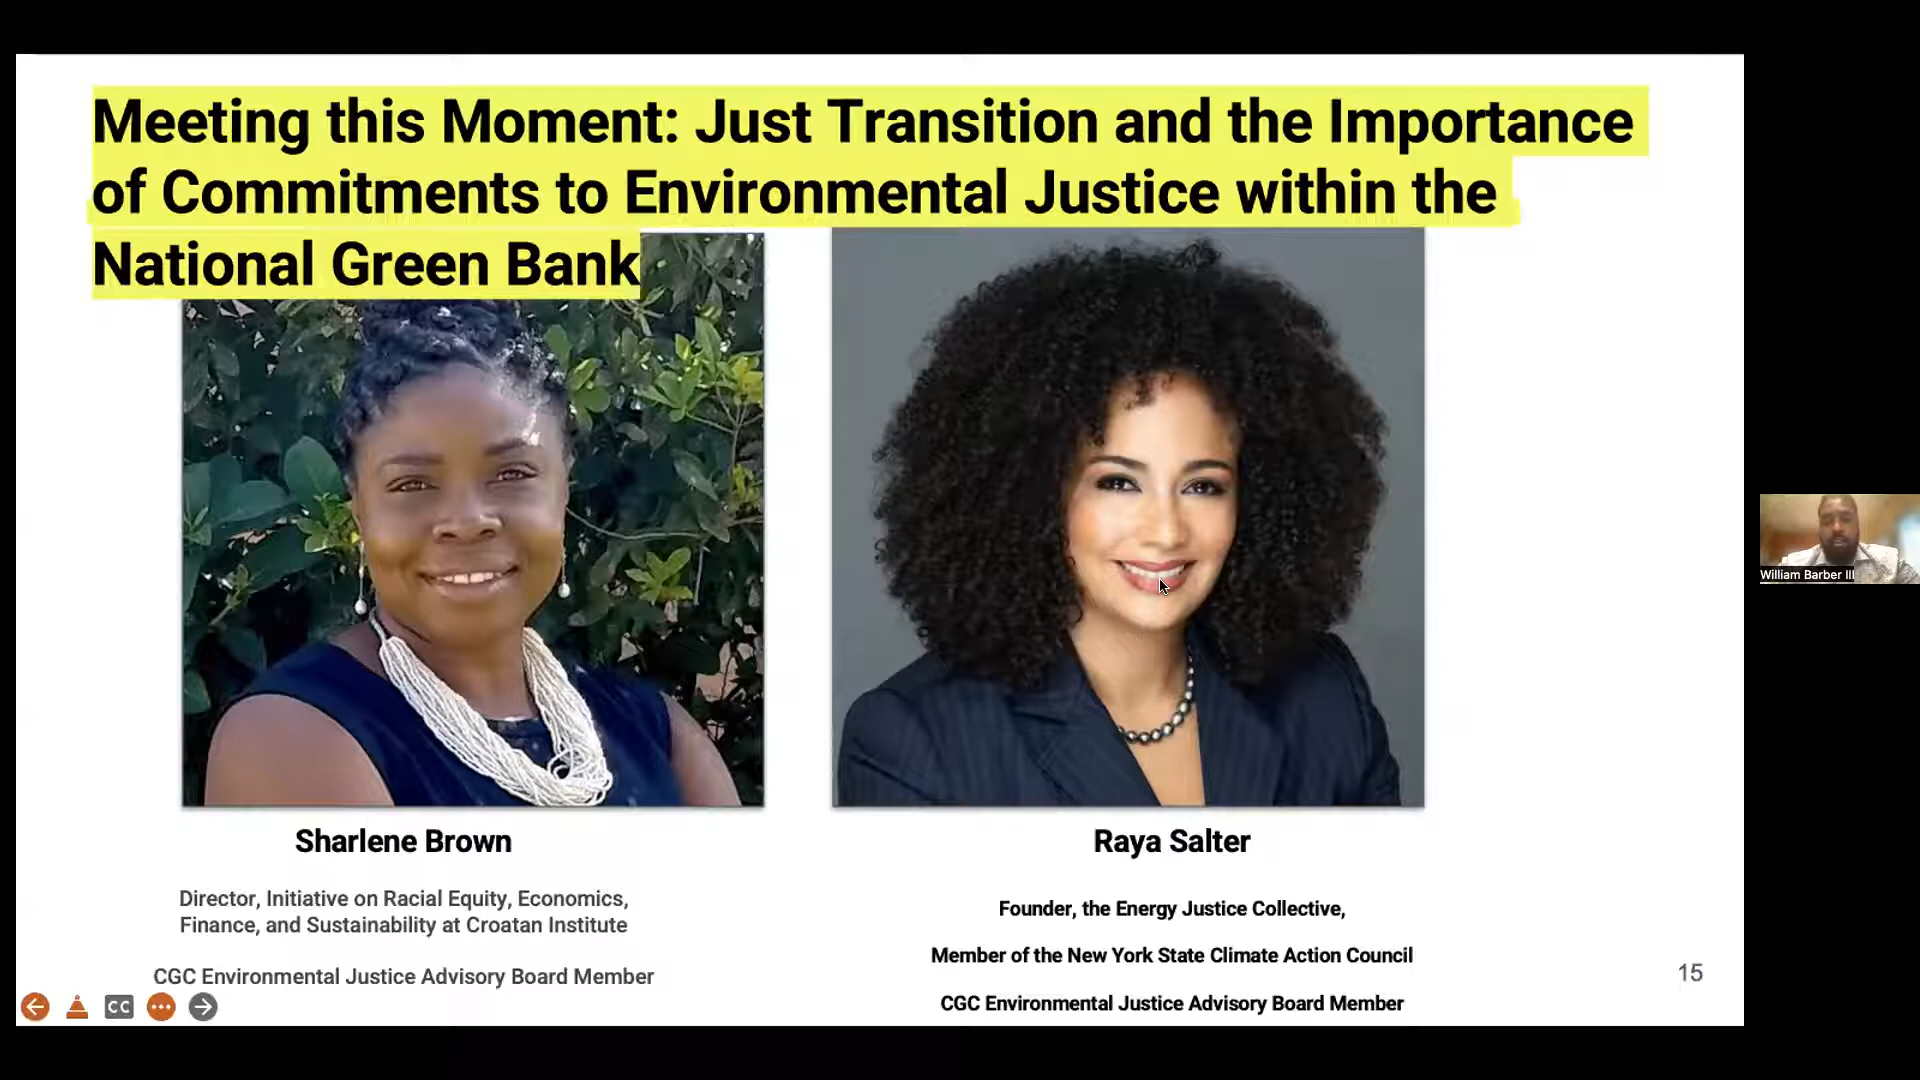 Meeting this Moment: Just Transition and the Importance
of Commitments to Environmental Justice within the
National Green Bank
William Barber III
Sharlene Brown
Director, Initiative on Racial Equity, Economics,
Finance, and Sustainability at Croatan Institute
CGC Environmental Justice Advisory Board Member
Raya Salter
Founder, the Energy Justice Collective,
Member of the New York State Climate Action Council
CGC Environmental Justice Advisory Board Member
15
CC